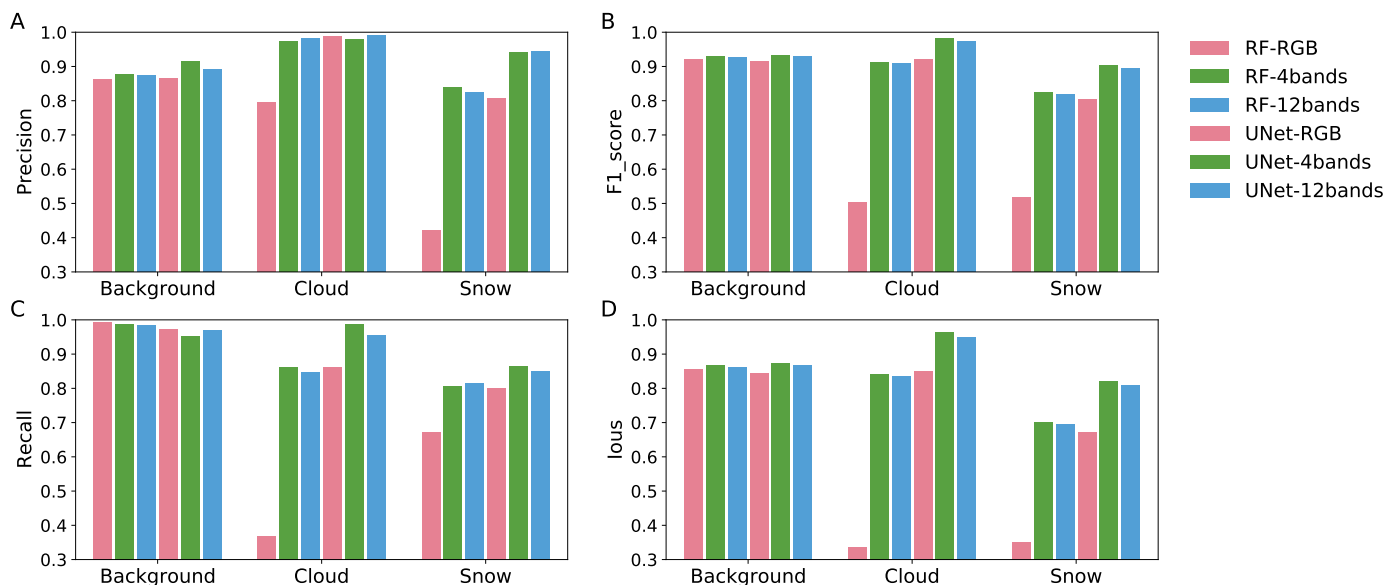 A
1.0
0.9
0.8
0.7
0.6
0.5
0.4
0.3
Precision
Background Cloud Snow
B
1.0
0.9
0.8
0.7
0.6
0.5
0.4
0.3
F1_score
Background Cloud Snow
RF-RGB
RF-4bands
RF-12bands
UNet-RGB
UNet-4bands
UNet-12bands
C
1.0
0.9
0.8
0.7
0.6
0.5
0.4
0.3
Recall
Background Cloud Snow
D
1.0
0.9
0.8
0.7
0.6
0.5
0.4
0.3
Ious
Background Cloud Snow